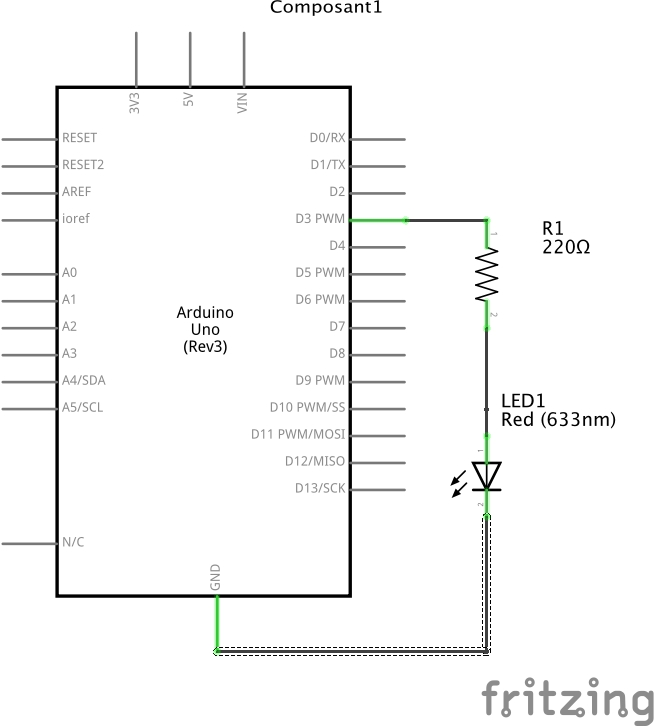 Composant1
3V3
5V
VIN
RESET
RESET2
AREF
ioref
A0
A1
A2
A3
A4/SDA
A5/SCL
N/C
Arduino
Uno
(Rev3)
D0/RX
D1/TX
D2
D3 PWM
D4
D5 PWM
D6 PWM
D7
D8
D9 PWM
D10 PWM/SS
D11 PWM/MOSI
D12/MISO
D13/SCK
GND
1
R1
220Ω
2
LED1
Red (633nm)
1
2
fritzing